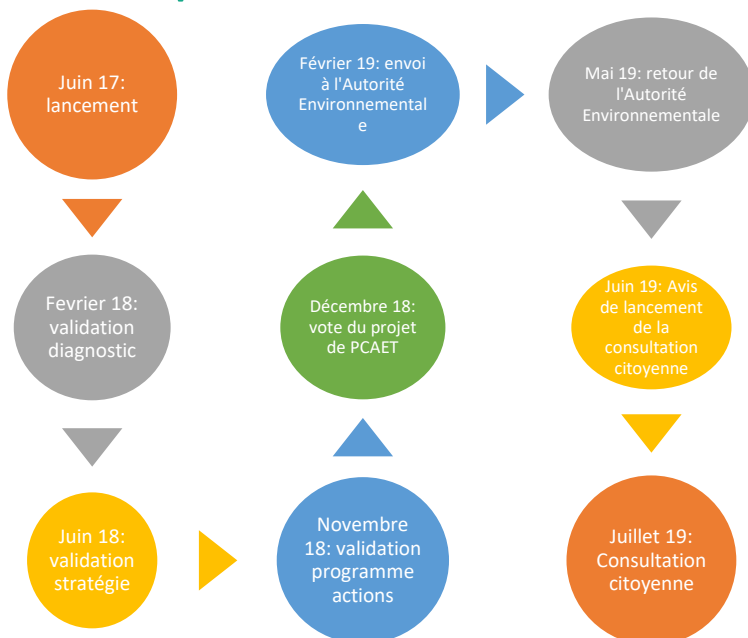 Juin 17:
lancement
Fevrier 18:
validation
diagnostic
Juin 18:
validation
stratégie
Novembre
18: validation
programme
actions
Décembre 18:
vote du projet
de PCAET
Février 19: envoi
à l'Autorité
Environnemental
e
Mai 19: retour de
l'Autorité
Environnementale
Juin 19: Avis
de lancement
de la
consultation
citoyenne
Juillet 19:
Consultation
citoyenne